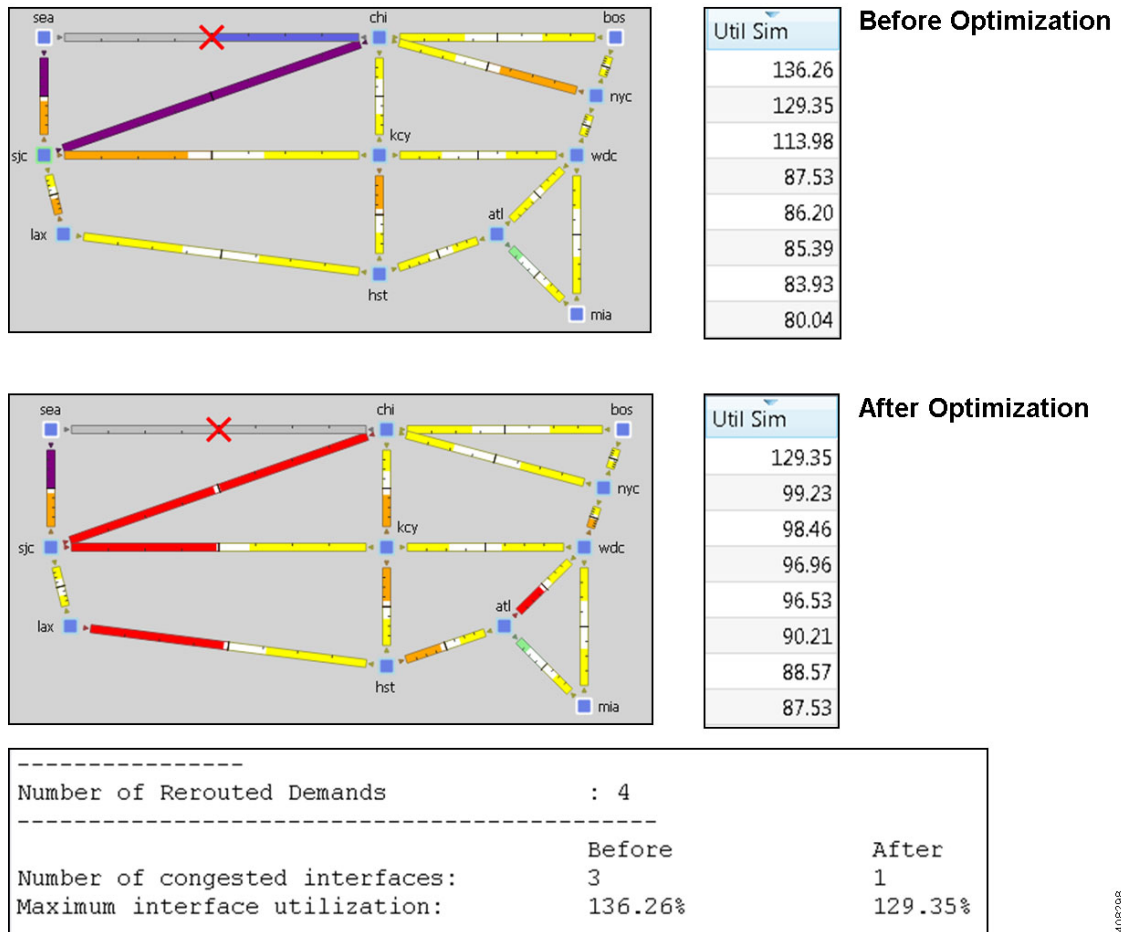 sea
chi
bos
nyc
kcy
sjc
wdc
atl
lax
hst
mia
Util Sim
136.26
129.35
113.98
87.53
86.20
85.39
83.93
80.04
Before Optimization
sea
chi
bos
nyc
kcy
sjc
wdc
atl
lax
hst
mia
Util Sim
129.35
99.23
98.46
96.96
96.53
90.21
88.57
87.53
After Optimization
----------------
Number of Rerouted Demands : 4
---------------------------------------------
Before After
Number of congested interfaces: 3 1
Maximum interface utilization: 136.26% 129.35%
408298